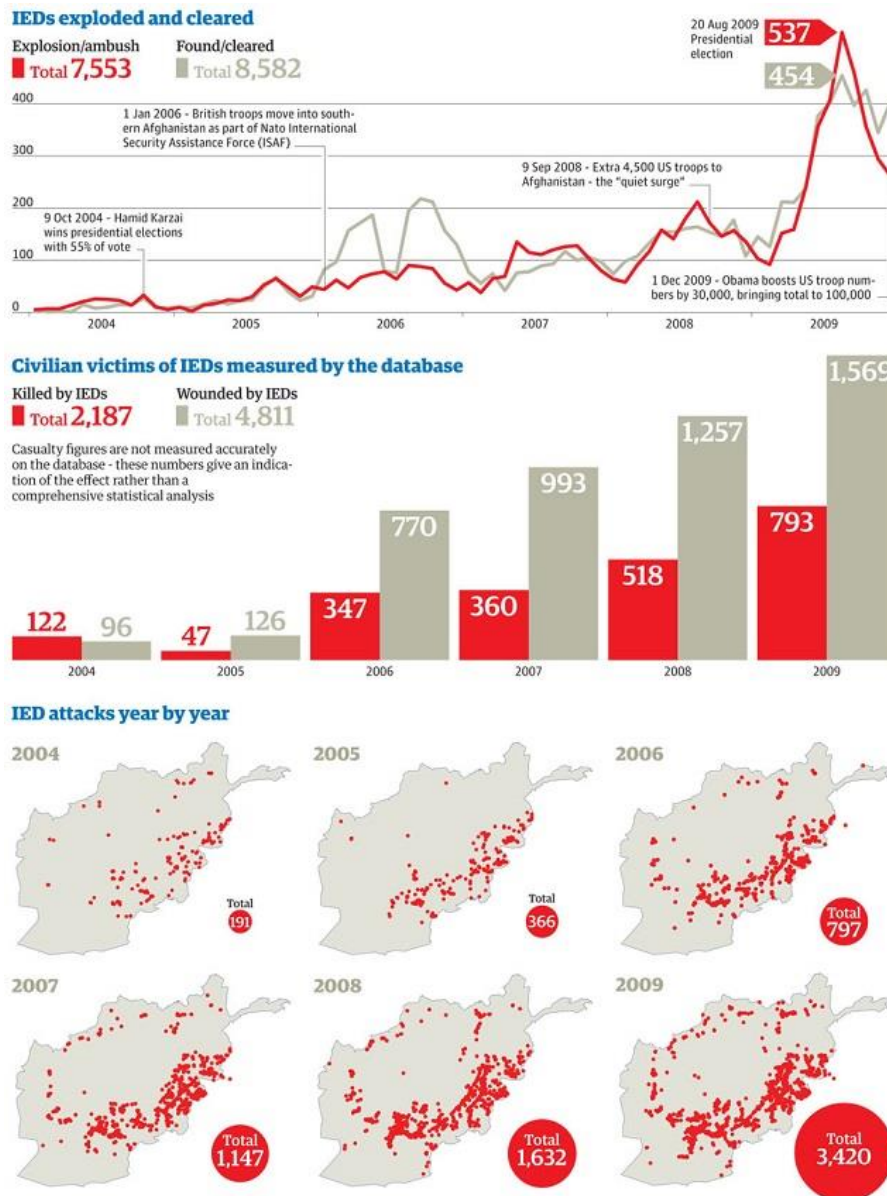 IEDs exploded and cleared
Explosion/ambush
Total 7,553
Found/cleared
Total 8,582
20 Aug 2009
Presidential
election
537
454
400
300
200
100
0
1 Jan 2006 - British troops move into south-
ern Afghanistan as part of Nato International
Security Assistance Force (ISAF)
9 Oct 2004 - Hamid Karzai
wins presidential elections
with 55% of vote
9 Sep 2008 - Extra 4,500 US troops to
Afghanistan - the "quiet surge"
1 Dec 2009 - Obama boosts US troop num-
bers by 30,000, bringing total to 100,000
2004 2005 2006 2007 2008 2009
Civilian victims of IEDs measured by the database
Killed by IEDs
Total 2,187
Wounded by IEDs
Total 4,811
Casualty figures are not measured accurately
on the database - these numbers give an indica-
tion of the effect rather than a
comprehensive statistical analysis
122 96 47 126 347 770 360 993 518 1,257 793 1,569
2004 2005 2006 2007 2008 2009
IED attacks year by year
2004
Total
191
2005
Total
366
2006
Total
797
2007
Total
1,147
2008
Total
1,632
2009
Total
3,420